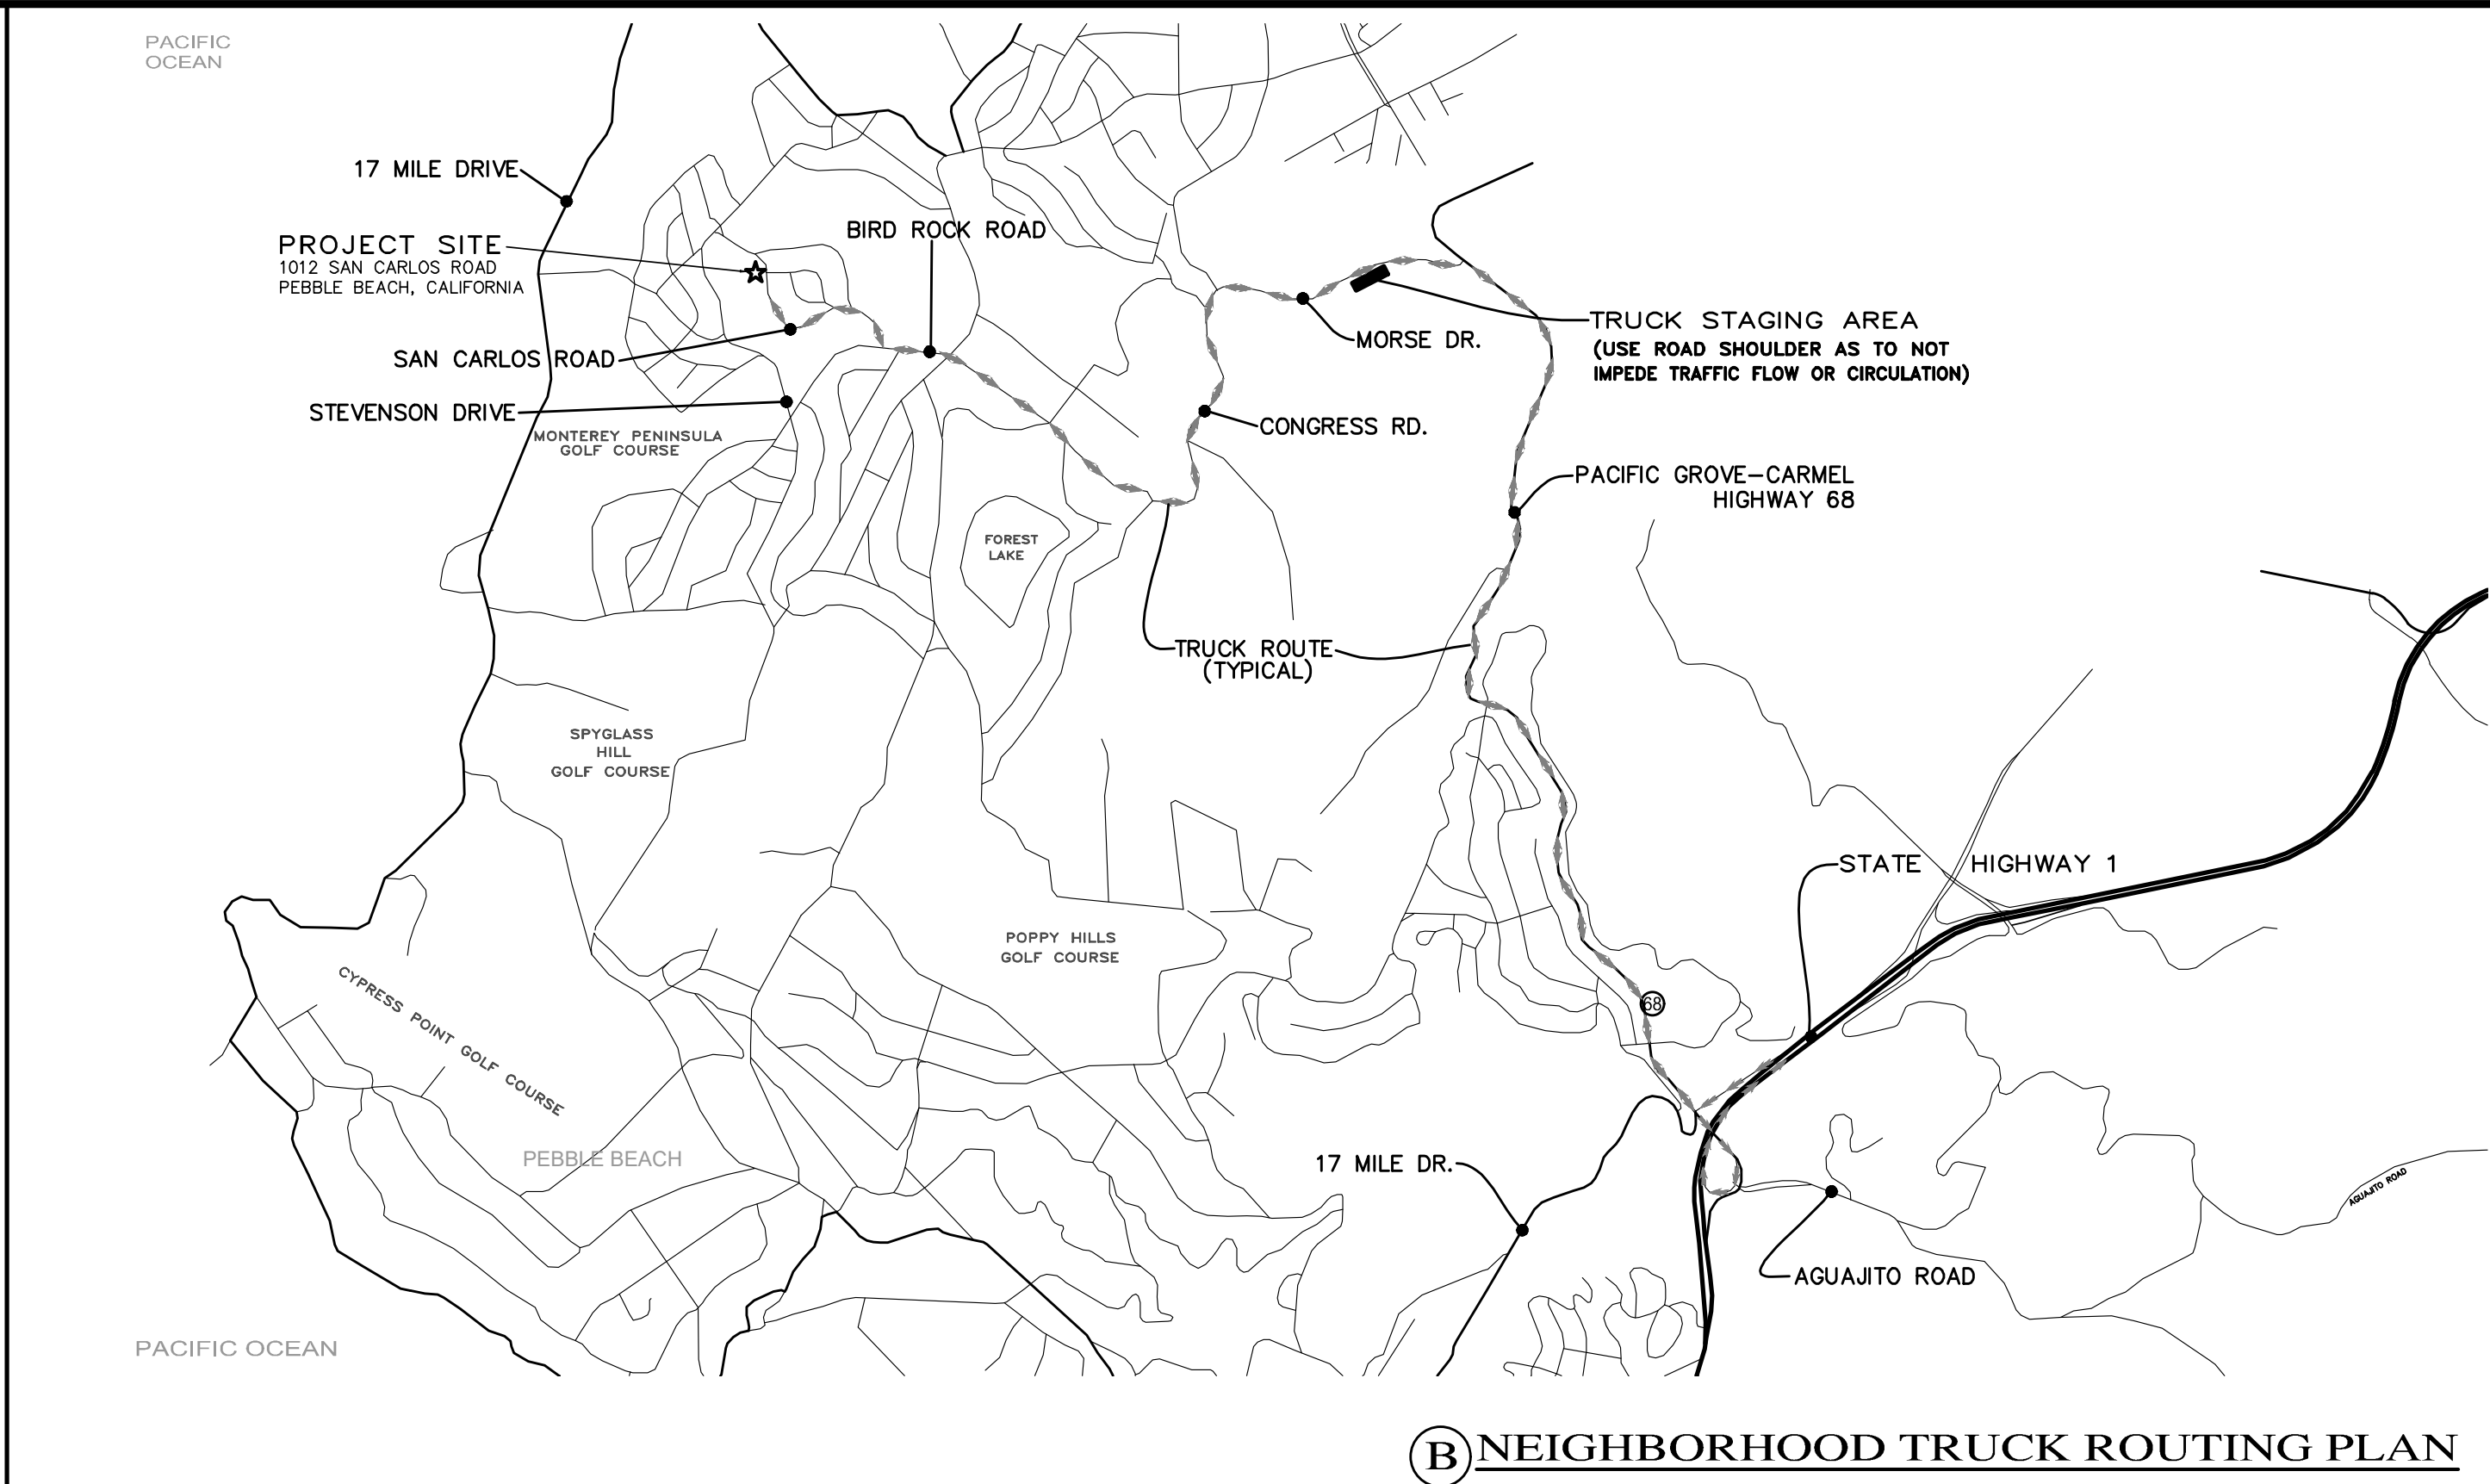 PACIFIC
OCEAN
17 MILE DRIVE
PROJECT SITE
1012 SAN CARLOS ROAD
PEBBLE BEACH, CALIFORNIA
BIRD ROCK ROAD
TRUCK STAGING AREA
(USE ROAD SHOULDER AS TO NOT
IMPEDE TRAFFIC FLOW OR CIRCULATION)
MORSE DR.
SAN CARLOS ROAD
STEVENSON DRIVE
MONTEREY PENINSULA
GOLF COURSE
CONGRESS RD.
PACIFIC GROVE-CARMEL
HIGHWAY 68
FOREST
LAKE
TRUCK ROUTE
(TYPICAL)
SPYGLASS
HILL
GOLF COURSE
STATE HIGHWAY 1
POPPY HILLS
GOLF COURSE
CYPRESS POINT GOLF COURSE
68
PEBBLE BEACH
17 MILE DR.
AGUAJITO ROAD
AGUAJITO ROAD
PACIFIC OCEAN
B NEIGHBORHOOD TRUCK ROUTING PLAN